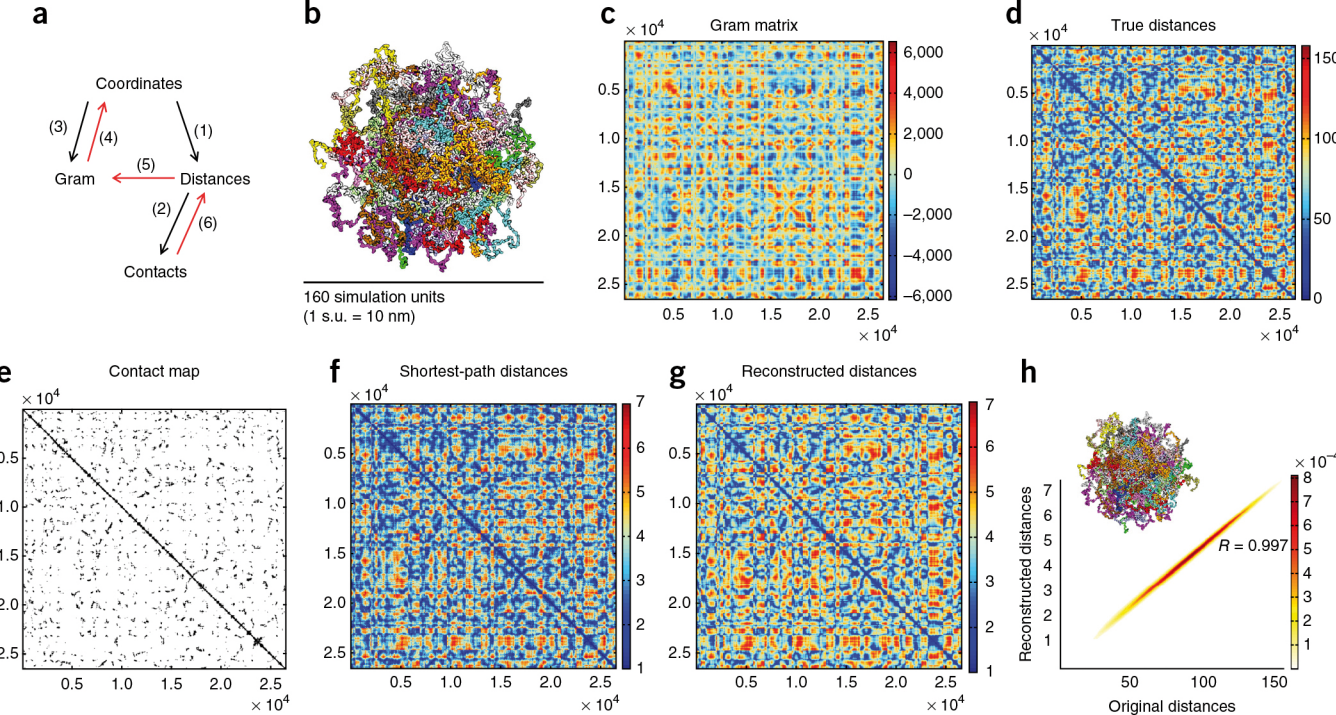 a
Coordinates
(3)
(4)
(1)
(5)
Gram
Distances
(2)
(6)
Contacts
b
160 simulation units
(1 s.u. = 10 nm)
c
Gram matrix
× 10⁴
0.5
1.0
1.5
2.0
2.5
0.5 1.0 1.5 2.0 2.5
× 10⁴
6,000
4,000
2,000
0
–2,000
–4,000
–6,000
d
True distances
× 10⁴
0.5
1.0
1.5
2.0
2.5
0.5 1.0 1.5 2.0 2.5
× 10⁴
150
100
50
0
e
Contact map
× 10⁴
0.5
1.0
1.5
2.0
2.5
0.5 1.0 1.5 2.0 2.5
× 10⁴
f
Shortest-path distances
× 10⁴
0.5
1.0
1.5
2.0
2.5
0.5 1.0 1.5 2.0 2.5
× 10⁴
7
6
5
4
3
2
1
g
Reconstructed distances
× 10⁴
0.5
1.0
1.5
2.0
2.5
0.5 1.0 1.5 2.0 2.5
× 10⁴
7
6
5
4
3
2
1
h
Reconstructed distances
7
6
5
4
3
2
1
R = 0.997
50 100 150
Original distances
× 10⁻⁴
8
7
6
5
4
3
2
1